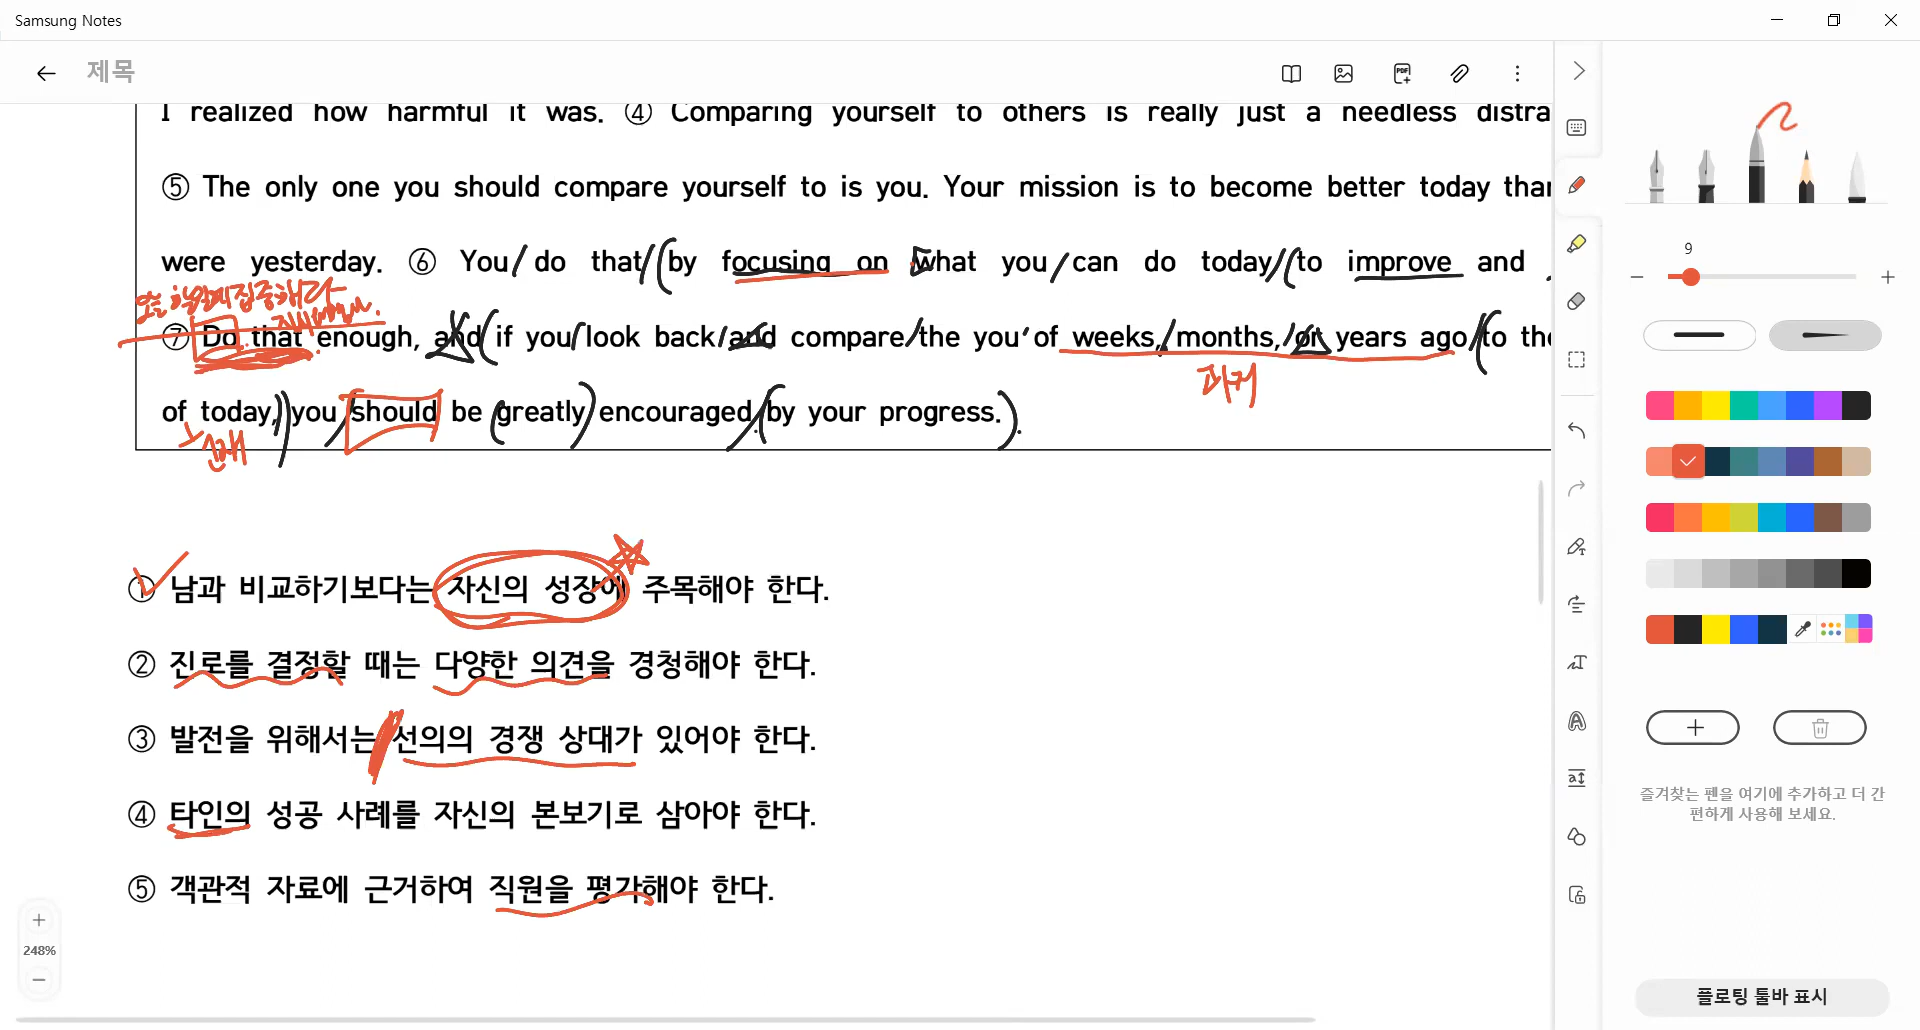 Samsung Notes
제목
I realized how harmful it was. ④ Comparing yourself to others is really just a needless distra
⑤ The only one you should compare yourself to is you. Your mission is to become better today than
were yesterday. ⑥ You do that by focusing on what you can do today to improve and
⑦ Do that enough, and if you look back and compare the you of weeks, months, or years ago to the
과거
of today, you should be greatly encouraged by your progress.
현재
① 남과 비교하기보다는 자신의 성장에 주목해야 한다.
② 진로를 결정할 때는 다양한 의견을 경청해야 한다.
③ 발전을 위해서는 선의의 경쟁 상대가 있어야 한다.
④ 타인의 성공 사례를 자신의 본보기로 삼아야 한다.
⑤ 객관적 자료에 근거하여 직원을 평가해야 한다.
248%
PDF
9
즐겨찾는 펜을 여기에 추가하고 더 간
편하게 사용해 보세요.
플로팅 툴바 표시